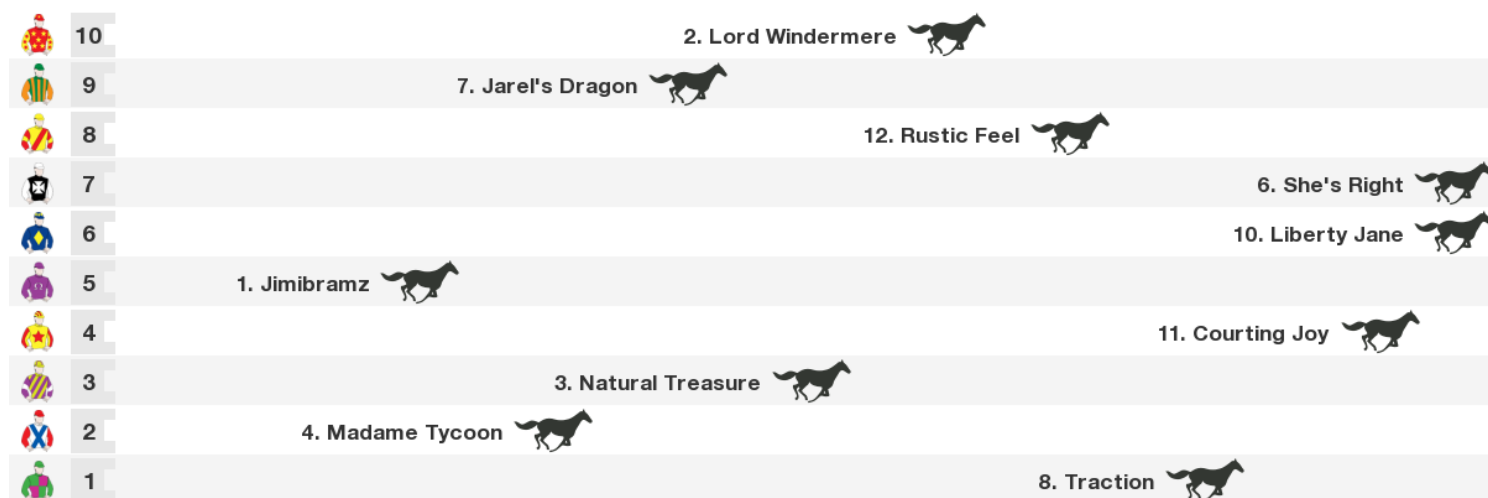 10 2. Lord Windermere
9 7. Jarel's Dragon
8 12. Rustic Feel
7 6. She's Right
6 10. Liberty Jane
5 1. Jimibramz
4 11. Courting Joy
3 3. Natural Treasure
2 4. Madame Tycoon
1 8. Traction